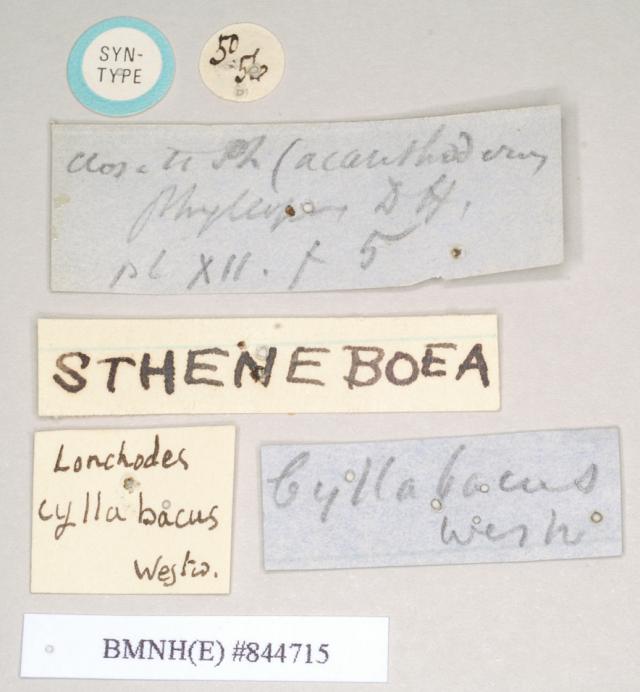 SYN-
TYPE
50
56
close to Ph (acanthoderus
phyllopus D H.
pl XII. f 5
STHENEBOEA
Lonchodes
cyllabacus
Westw.
Cyllabacus
Westw
BMNH(E) #844715